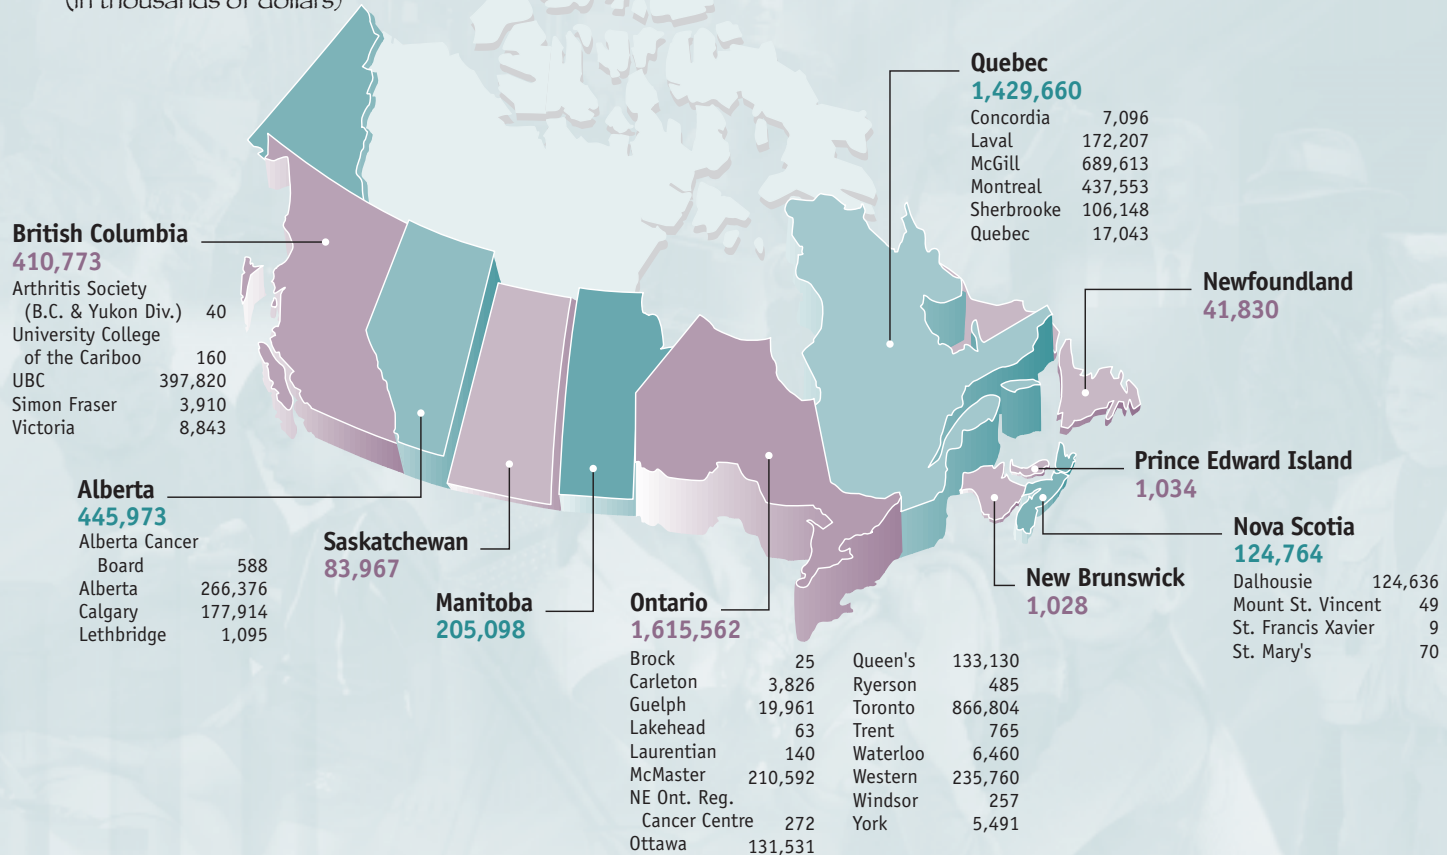 (in thousands of dollars)
Quebec
1,429,660
Concordia 7,096
Laval 172,207
McGill 689,613
Montreal 437,553
Sherbrooke 106,148
Quebec 17,043
British Columbia
410,773
Arthritis Society
(B.C. & Yukon Div.) 40
University College
of the Cariboo 160
UBC 397,820
Simon Fraser 3,910
Victoria 8,843
Newfoundland
41,830
Prince Edward Island
1,034
Alberta
445,973
Alberta Cancer
Board 588
Alberta 266,376
Calgary 177,914
Lethbridge 1,095
Saskatchewan
83,967
Manitoba
205,098
Ontario
1,615,562
Brock 25
Carleton 3,826
Guelph 19,961
Lakehead 63
Laurentian 140
McMaster 210,592
NE Ont. Reg.
Cancer Centre 272
Ottawa 131,531
Queen's 133,130
Ryerson 485
Toronto 866,804
Trent 765
Waterloo 6,460
Western 235,760
Windsor 257
York 5,491
New Brunswick
1,028
Nova Scotia
124,764
Dalhousie 124,636
Mount St. Vincent 49
St. Francis Xavier 9
St. Mary's 70